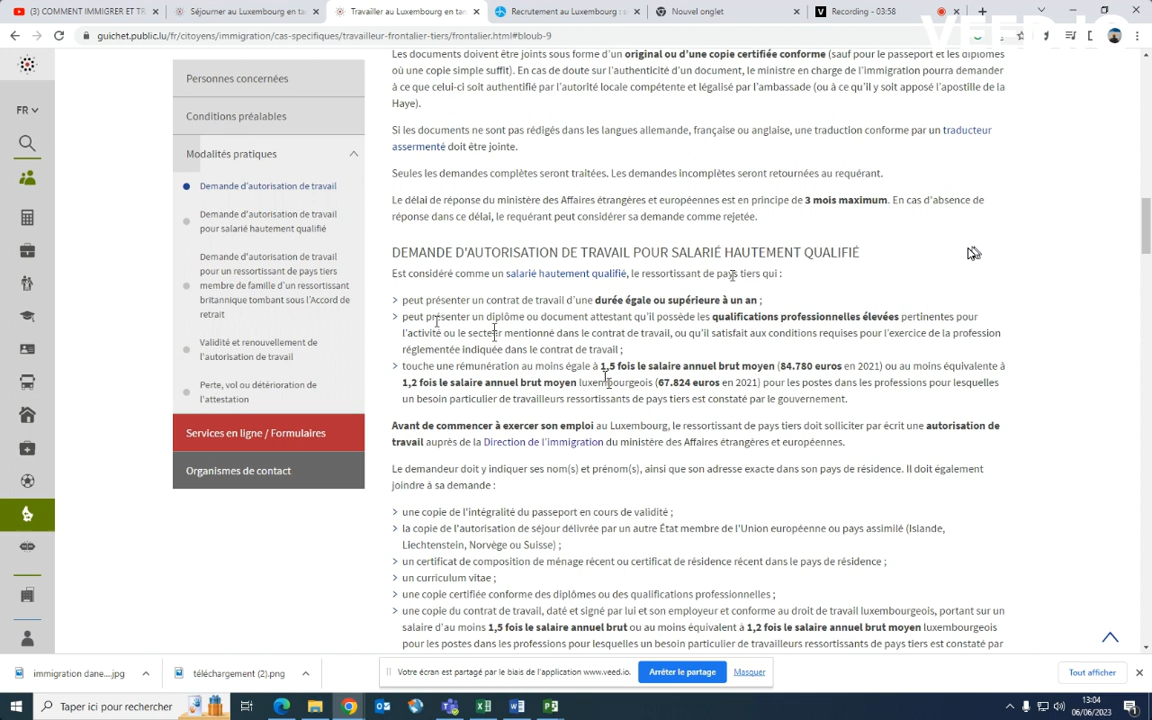 (3) COMMENT IMMIGRER ET TR
Séjourner au Luxembourg en ta
Travailler au Luxembourg en tan
Recrutement au Luxembourg : s
Nouvel onglet
Recording - 03:58
guichet.public.lu/fr/citoyens/immigration/cas-specifiques/travailleur-frontalier-tiers/frontalier.html#bloub-9
VEED.IO
FR
Personnes concernées
Conditions préalables
Modalités pratiques
Demande d'autorisation de travail
Demande d'autorisation de travail
pour salarié hautement qualifié
Demande d'autorisation de travail
pour un ressortissant de pays tiers
membre de famille d'un ressortissant
britannique tombant sous l'Accord de
retrait
Validité et renouvellement de
l'autorisation de travail
Perte, vol ou détérioration de
l'attestation
Services en ligne / Formulaires
Organismes de contact
Les documents doivent être joints sous forme d'un original ou d'une copie certifiée conforme (sauf pour le passeport et les diplômes
où une copie simple suffit). En cas de doute sur l'authenticité d'un document, le ministre en charge de l'immigration pourra demander
à ce que celui-ci soit authentifié par l'autorité locale compétente et légalisé par l'ambassade (ou à ce qu'il y soit apposé l'apostille de la
Haye).
Si les documents ne sont pas rédigés dans les langues allemande, française ou anglaise, une traduction conforme par un traducteur
assermenté doit être jointe.
Seules les demandes complètes seront traitées. Les demandes incomplètes seront retournées au requérant.
Le délai de réponse du ministère des Affaires étrangères et européennes est en principe de 3 mois maximum. En cas d'absence de
réponse dans ce délai, le requérant peut considérer sa demande comme rejetée.
DEMANDE D'AUTORISATION DE TRAVAIL POUR SALARIÉ HAUTEMENT QUALIFIÉ
Est considéré comme un salarié hautement qualifié, le ressortissant de pays tiers qui :
> peut présenter un contrat de travail d'une durée égale ou supérieure à un an ;
> peut présenter un diplôme ou document attestant qu'il possède les qualifications professionnelles élevées pertinentes pour
l'activité ou le secteur mentionné dans le contrat de travail, ou qu'il satisfait aux conditions requises pour l'exercice de la profession
réglementée indiquée dans le contrat de travail ;
> touche une rémunération au moins égale à 1,5 fois le salaire annuel brut moyen (84.780 euros en 2021) ou au moins équivalente à
1,2 fois le salaire annuel brut moyen luxembourgeois (67.824 euros en 2021) pour les postes dans les professions pour lesquelles
un besoin particulier de travailleurs ressortissants de pays tiers est constaté par le gouvernement.
Avant de commencer à exercer son emploi au Luxembourg, le ressortissant de pays tiers doit solliciter par écrit une autorisation de
travail auprès de la Direction de l'immigration du ministère des Affaires étrangères et européennes.
Le demandeur doit y indiquer ses nom(s) et prénom(s), ainsi que son adresse exacte dans son pays de résidence. Il doit également
joindre à sa demande :
> une copie de l'intégralité du passeport en cours de validité ;
> la copie de l'autorisation de séjour délivrée par un autre État membre de l'Union européenne ou pays assimilé (Islande,
Liechtenstein, Norvège ou Suisse) ;
> un certificat de composition de ménage récent ou certificat de résidence récent dans le pays de résidence ;
> un curriculum vitae ;
> une copie certifiée conforme des diplômes ou des qualifications professionnelles ;
> une copie du contrat de travail, daté et signé par lui et son employeur et conforme au droit de travail luxembourgeois, portant sur un
salaire d'au moins 1,5 fois le salaire annuel brut ou au moins équivalent à 1,2 fois le salaire annuel brut moyen luxembourgeois
pour les postes dans les professions pour lesquelles un besoin particulier de travailleurs ressortissants de pays tiers est constaté par
immigration dane....jpg
téléchargement (2).png
Votre écran est partagé par le biais de l'application www.veed.io.
Arrêter le partage
Masquer
Tout afficher
Taper ici pour rechercher
13:04
06/06/2023
1